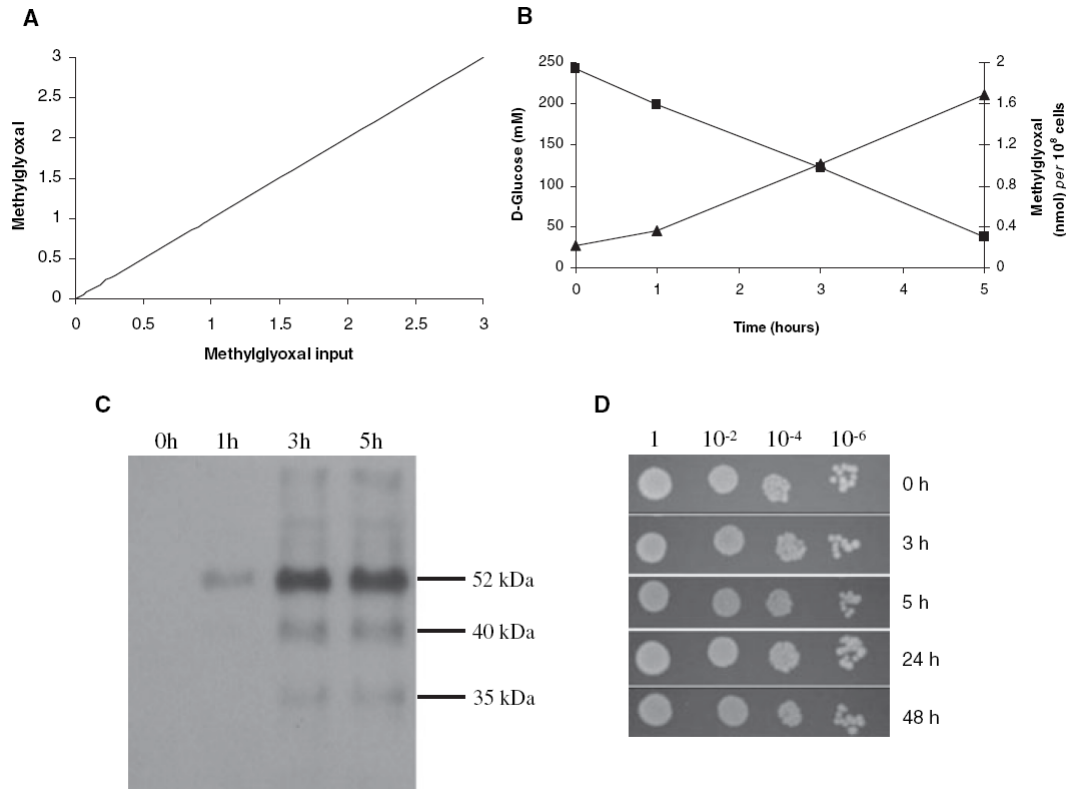 A
Methylglyoxal
3
2.5
2
1.5
1
0.5
0
0 0.5 1 1.5 2 2.5 3
Methylglyoxal input
B
D-Glucose (mM)
250
200
150
100
50
0
2
1.6
1.2
0.8
0.4
0
Methylglyoxal
(nmol) per 10⁸ cells
0 1 2 3 4 5
Time (hours)
C
0h 1h 3h 5h
52 kDa
40 kDa
35 kDa
D
1 10⁻² 10⁻⁴ 10⁻⁶
0 h
3 h
5 h
24 h
48 h